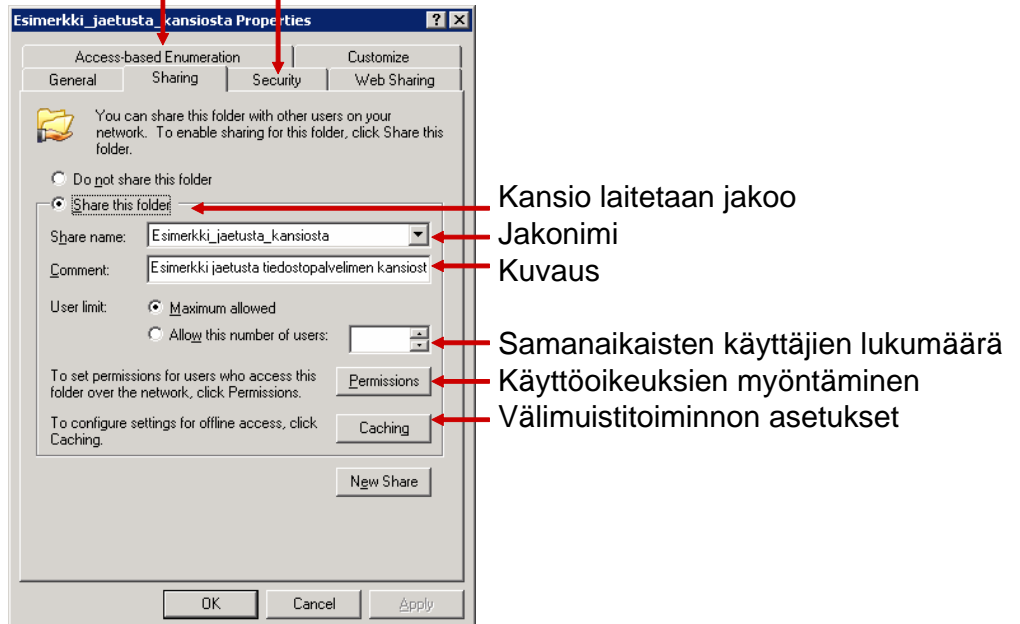 Esimerkki_jaetusta_kansiosta Properties
Access-based Enumeration
Customize
General
Sharing
Security
Web Sharing
You can share this folder with other users on your
network. To enable sharing for this folder, click Share this
folder.
Do not share this folder
Share this folder
Kansio laitetaan jakoo
Share name:
Esimerkki_jaetusta_kansiosta
Jakonimi
Comment:
Esimerkki jaetusta tiedostopalvelimen kansiost
Kuvaus
User limit:
Maximum allowed
Allow this number of users:
Samanaikaisten käyttäjien lukumäärä
To set permissions for users who access this
folder over the network, click Permissions.
Permissions
Käyttöoikeuksien myöntäminen
To configure settings for offline access, click
Caching.
Caching
Välimuistitoiminnon asetukset
New Share
OK
Cancel
Apply